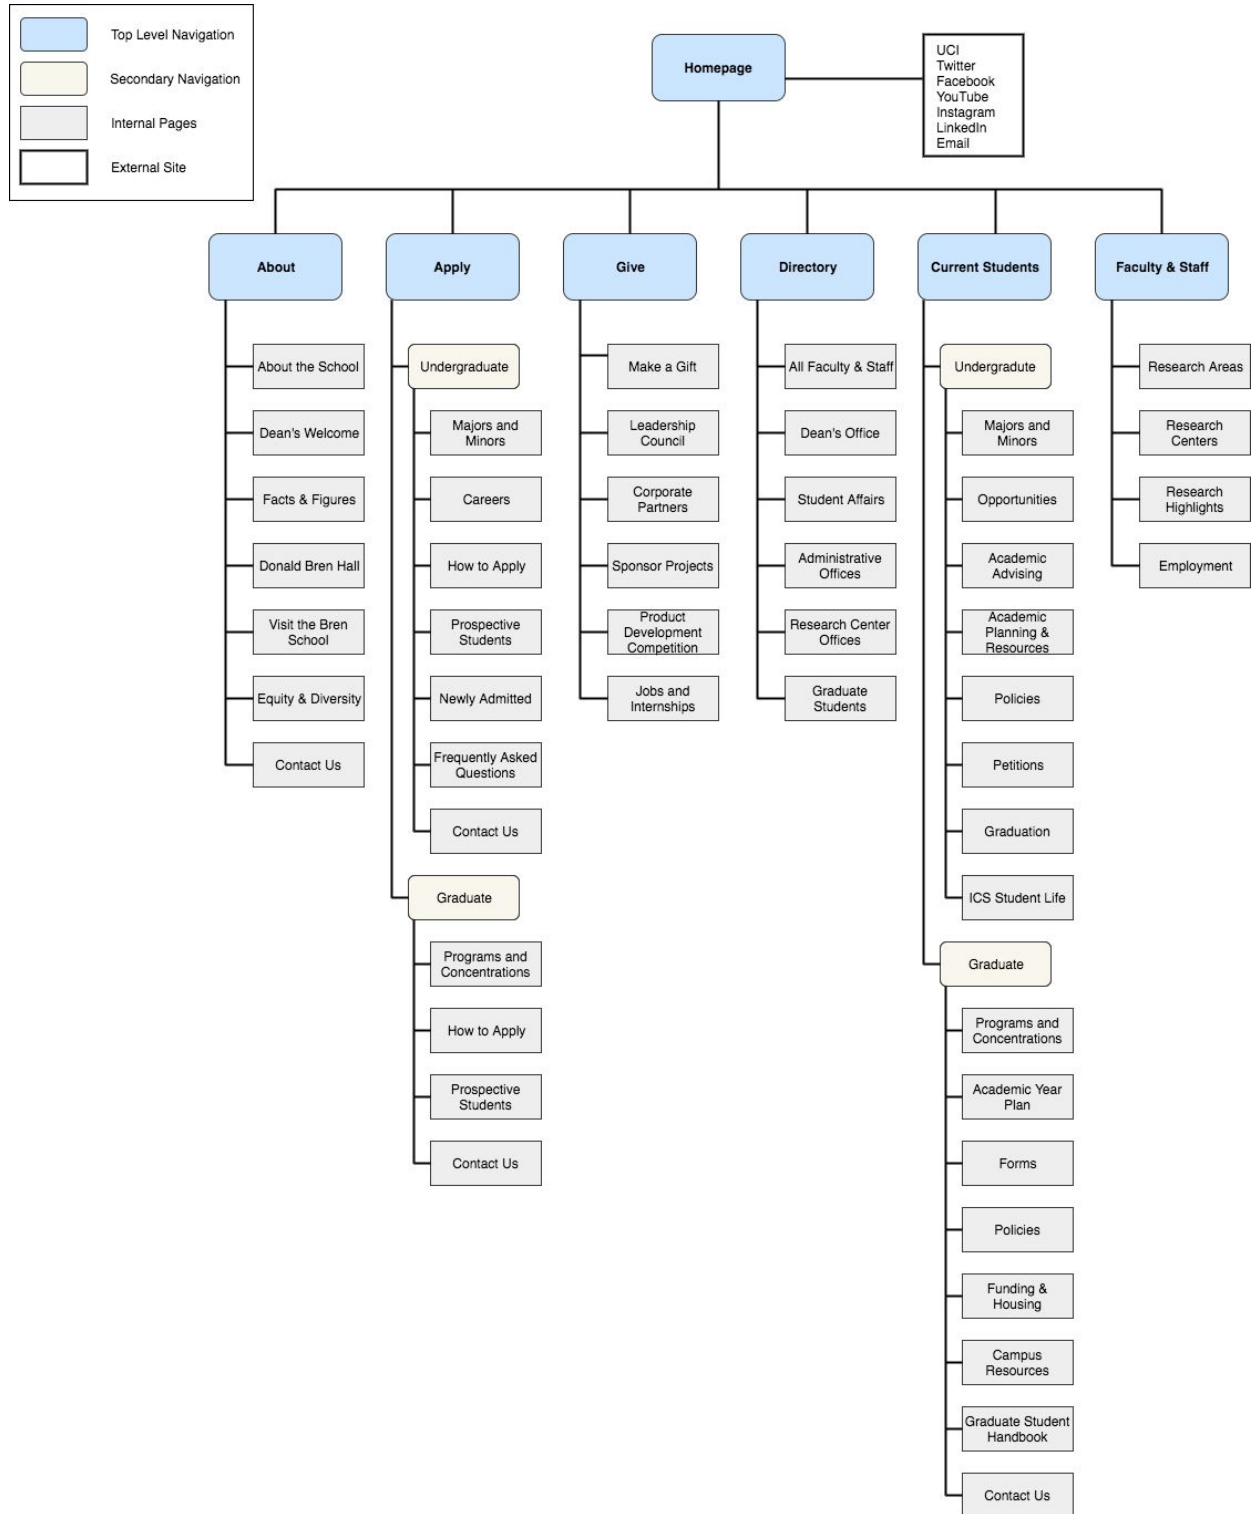 Top Level Navigation
Secondary Navigation
Internal Pages
External Site
Homepage
UCI
Twitter
Facebook
YouTube
Instagram
LinkedIn
Email
About
About the School
Dean's Welcome
Facts & Figures
Donald Bren Hall
Visit the Bren
School
Equity & Diversity
Contact Us
Apply
Undergraduate
Majors and
Minors
Careers
How to Apply
Prospective
Students
Newly Admitted
Frequently Asked
Questions
Contact Us
Graduate
Programs and
Concentrations
How to Apply
Prospective
Students
Contact Us
Give
Make a Gift
Leadership
Council
Corporate
Partners
Sponsor Projects
Product
Development
Competition
Jobs and
Internships
Directory
All Faculty & Staff
Dean's Office
Student Affairs
Administrative
Offices
Research Center
Offices
Graduate
Students
Current Students
Undergradute
Majors and
Minors
Opportunities
Academic
Advising
Academic
Planning &
Resources
Policies
Petitions
Graduation
ICS Student Life
Graduate
Programs and
Concentrations
Academic Year
Plan
Forms
Policies
Funding &
Housing
Campus
Resources
Graduate Student
Handbook
Contact Us
Faculty & Staff
Research Areas
Research
Centers
Research
Highlights
Employment